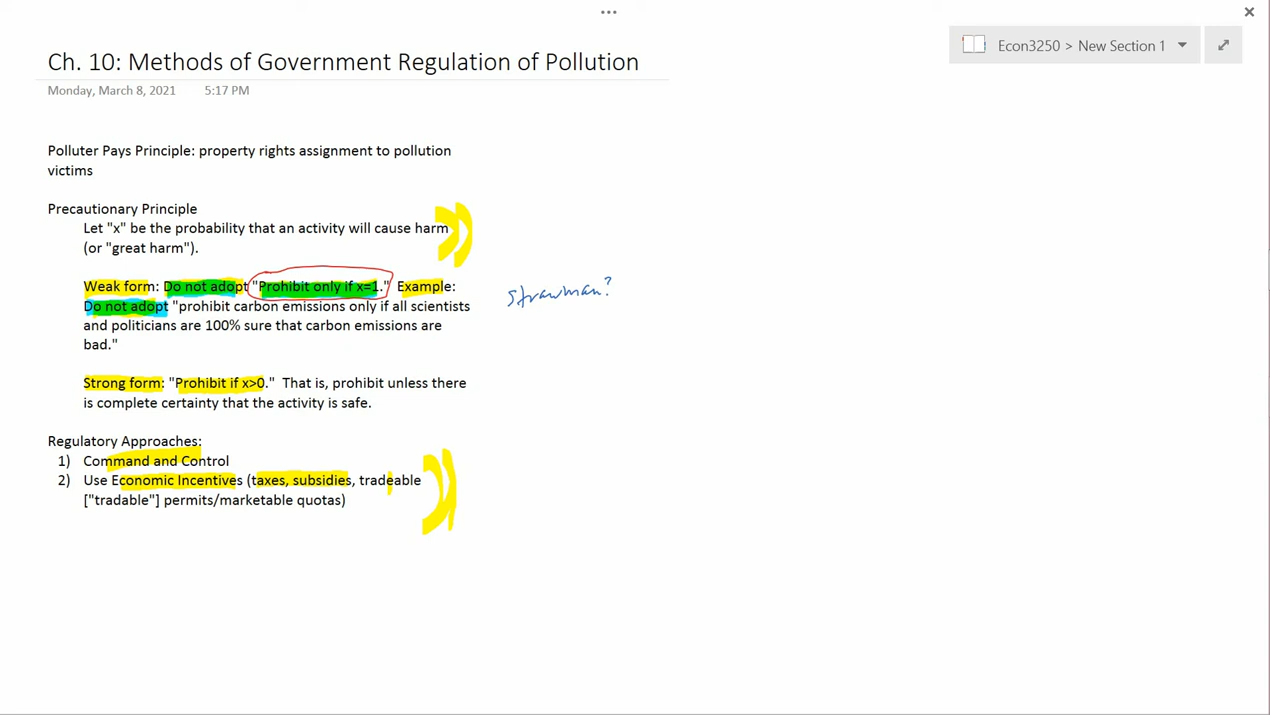 Econ3250 > New Section 1
Ch. 10: Methods of Government Regulation of Pollution
Monday, March 8, 2021 5:17 PM
Polluter Pays Principle: property rights assignment to pollution
victims
Precautionary Principle
Let "x" be the probability that an activity will cause harm
(or "great harm").
Weak form: Do not adopt "Prohibit only if x=1." Example:
strawman?
Do not adopt "prohibit carbon emissions only if all scientists
and politicians are 100% sure that carbon emissions are
bad."
Strong form: "Prohibit if x>0." That is, prohibit unless there
is complete certainty that the activity is safe.
Regulatory Approaches:
1) Command and Control
2) Use Economic Incentives (taxes, subsidies, tradeable
["tradable"] permits/marketable quotas)